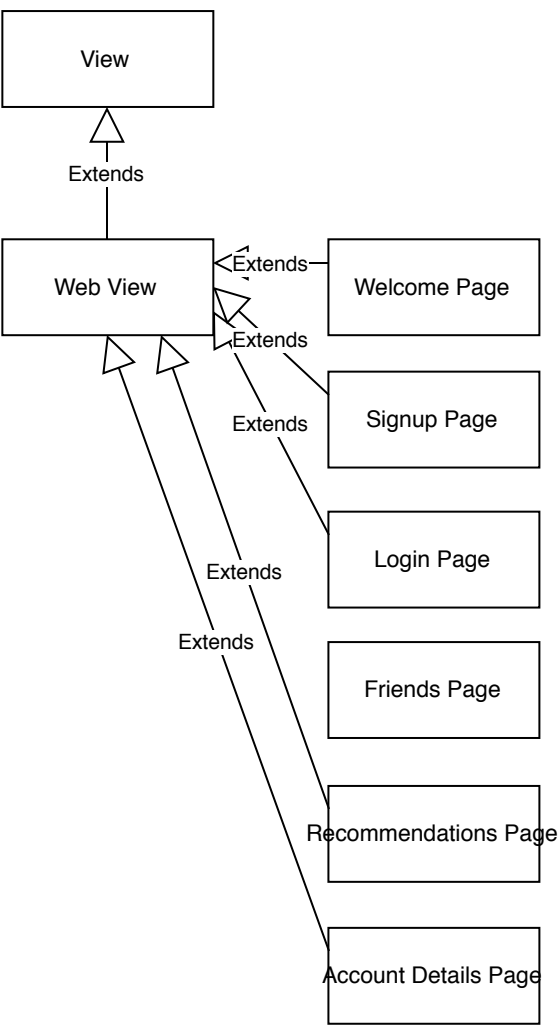 View
Extends
Web View
Extends
Welcome Page
Extends
Signup Page
Extends
Login Page
Extends
Extends
Friends Page
Recommendations Page
Account Details Page